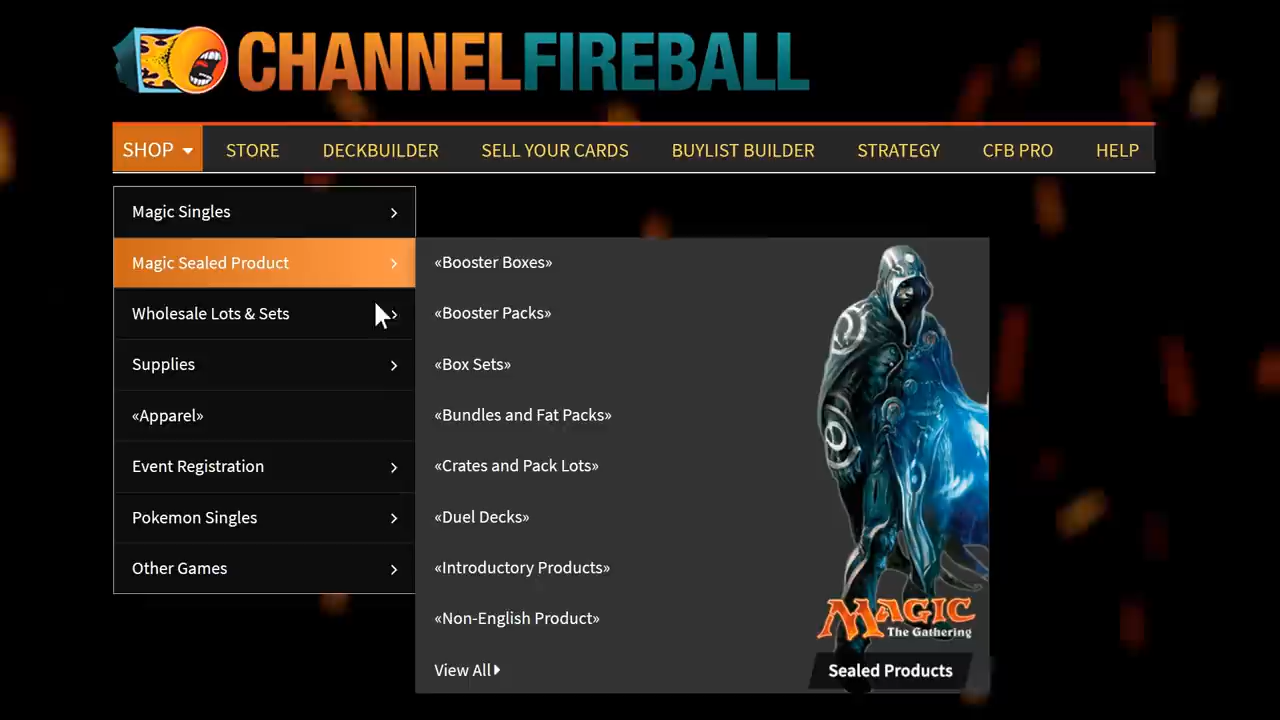 CHANNELFIREBALL
SHOP STORE DECKBUILDER SELL YOUR CARDS BUYLIST BUILDER STRATEGY CFB PRO HELP
Magic Singles
Magic Sealed Product
Wholesale Lots & Sets
Supplies
«Apparel»
Event Registration
Pokemon Singles
Other Games
«Booster Boxes»
«Booster Packs»
«Box Sets»
«Bundles and Fat Packs»
«Crates and Pack Lots»
«Duel Decks»
«Introductory Products»
«Non-English Product»
View All
MAGIC
The Gathering
Sealed Products